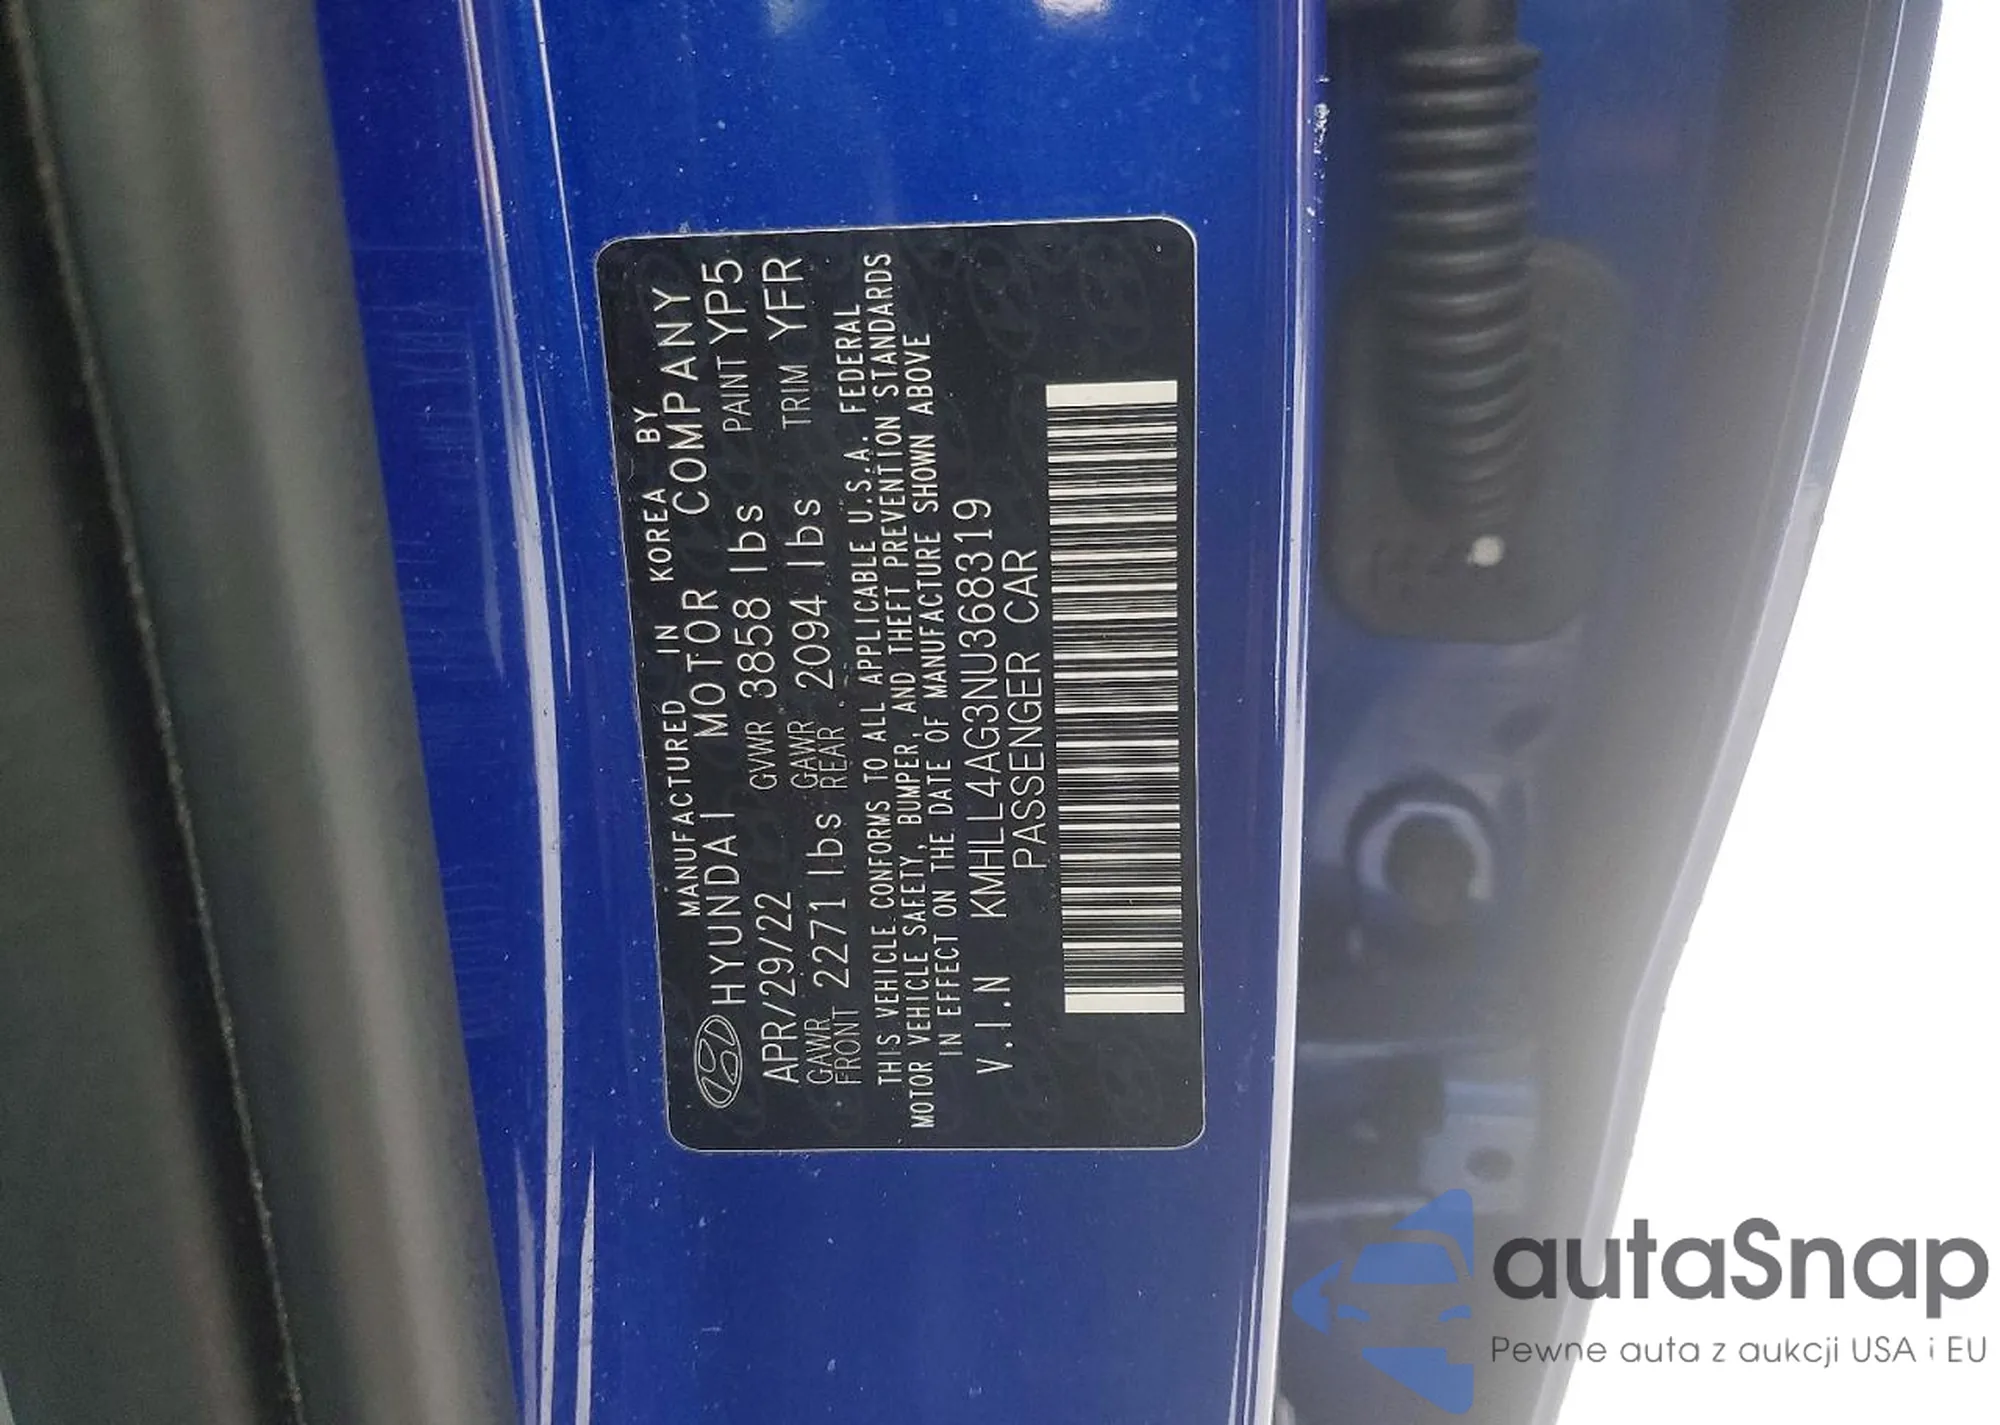 MANUFACTURED IN KOREA BY
HYUNDAI MOTOR COMPANY
APR/29/22 GVWR 3858 lbs PAINT YP5
GAWR FRONT 2271 lbs GAWR REAR 2094 lbs TRIM YFR
THIS VEHICLE CONFORMS TO ALL APPLICABLE U.S.A. FEDERAL
MOTOR VEHICLE SAFETY, BUMPER, AND THEFT PREVENTION STANDARDS
IN EFFECT ON THE DATE OF MANUFACTURE SHOWN ABOVE
V.I.N KMHLL4AG3NU368319
PASSENGER CAR
autaSnap
Pewne auta z aukcji USA i EU